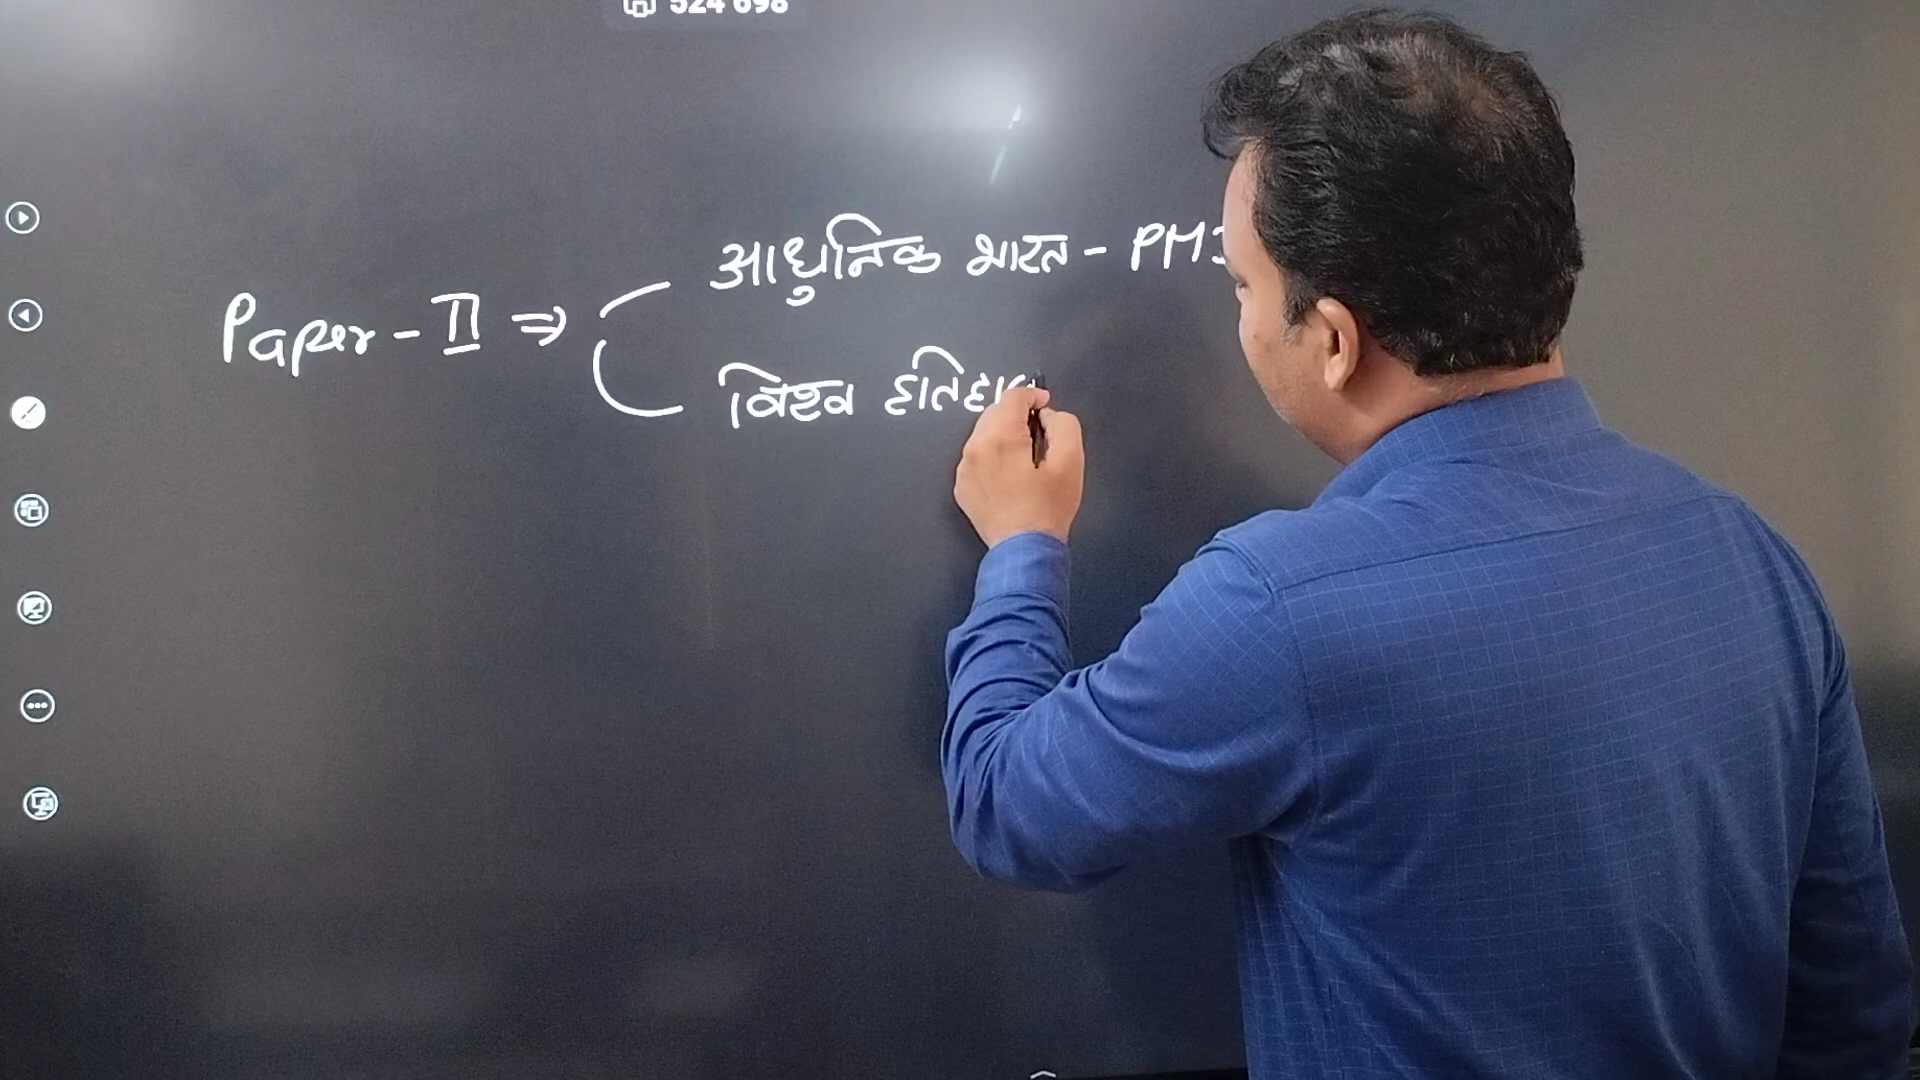 524 698
Paper - II ⇒
आधुनिक भारत - PM
विश्व इतिहा